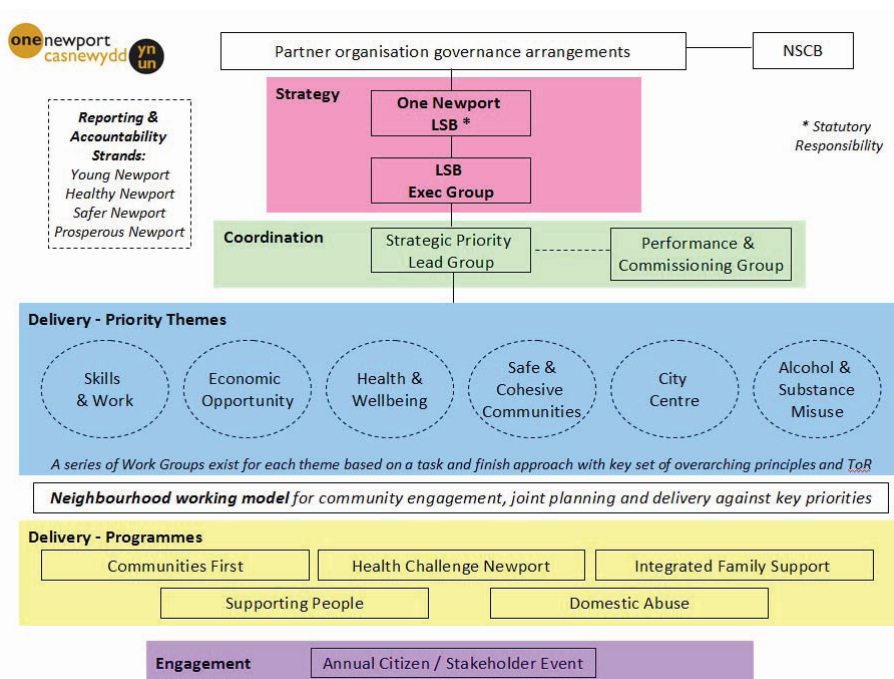 one newport
casnewydd yn
un
Partner organisation governance arrangements
NSCB
Reporting &
Accountability
Strands:
Young Newport
Healthy Newport
Safer Newport
Prosperous Newport
Strategy
One Newport
LSB *
LSB
Exec Group
* Statutory
Responsibility
Coordination
Strategic Priority
Lead Group
Performance &
Commissioning Group
Delivery - Priority Themes
Skills
& Work
Economic
Opportunity
Health &
Wellbeing
Safe &
Cohesive
Communities
City
Centre
Alcohol &
Substance
Misuse
A series of Work Groups exist for each theme based on a task and finish approach with key set of overarching principles and ToR
Neighbourhood working model for community engagement, joint planning and delivery against key priorities
Delivery - Programmes
Communities First
Health Challenge Newport
Integrated Family Support
Supporting People
Domestic Abuse
Engagement
Annual Citizen / Stakeholder Event